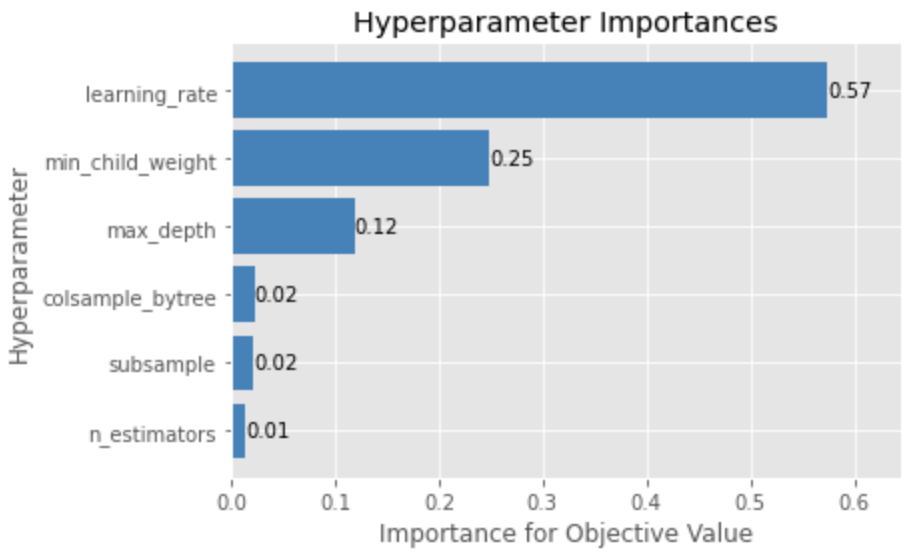 Hyperparameter Importances
Hyperparameter
learning_rate 0.57
min_child_weight 0.25
max_depth 0.12
colsample_bytree 0.02
subsample 0.02
n_estimators 0.01
0.0 0.1 0.2 0.3 0.4 0.5 0.6
Importance for Objective Value